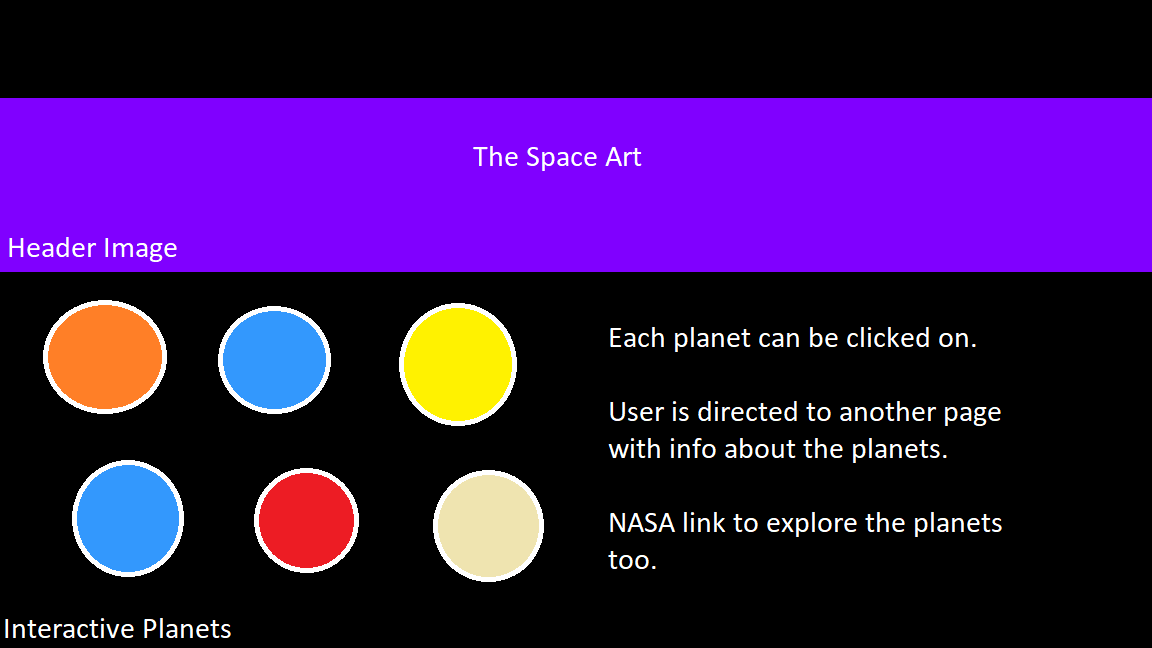 The Space Art
Header Image
Each planet can be clicked on.
User is directed to another page
with info about the planets.
NASA link to explore the planets
too.
Interactive Planets